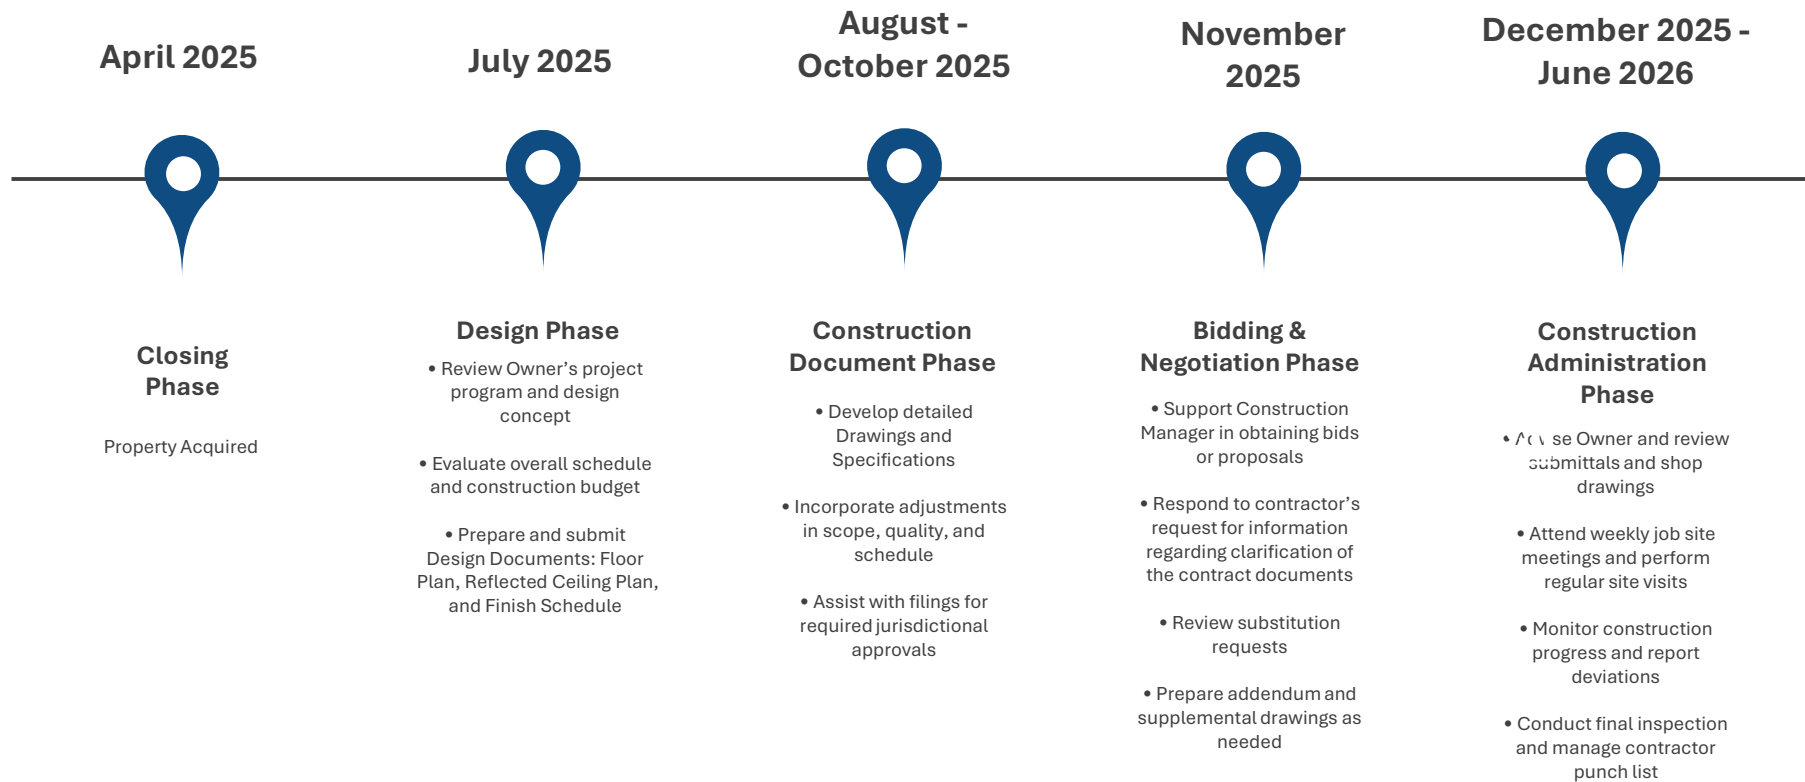 April 2025
July 2025
August -
October 2025
November
2025
December 2025 -
June 2026
Closing
Phase
Property Acquired
Design Phase
• Review Owner’s project
program and design
concept
• Evaluate overall schedule
and construction budget
• Prepare and submit
Design Documents: Floor
Plan, Reflected Ceiling Plan,
and Finish Schedule
Construction
Document Phase
• Develop detailed
Drawings and
Specifications
• Incorporate adjustments
in scope, quality, and
schedule
• Assist with filings for
required jurisdictional
approvals
Bidding &
Negotiation Phase
• Support Construction
Manager in obtaining bids
or proposals
• Respond to contractor’s
request for information
regarding clarification of
the contract documents
• Review substitution
requests
• Prepare addendum and
supplemental drawings as
needed
Construction
Administration
Phase
• Advise Owner and review
submittals and shop
drawings
• Attend weekly job site
meetings and perform
regular site visits
• Monitor construction
progress and report
deviations
• Conduct final inspection
and manage contractor
punch list